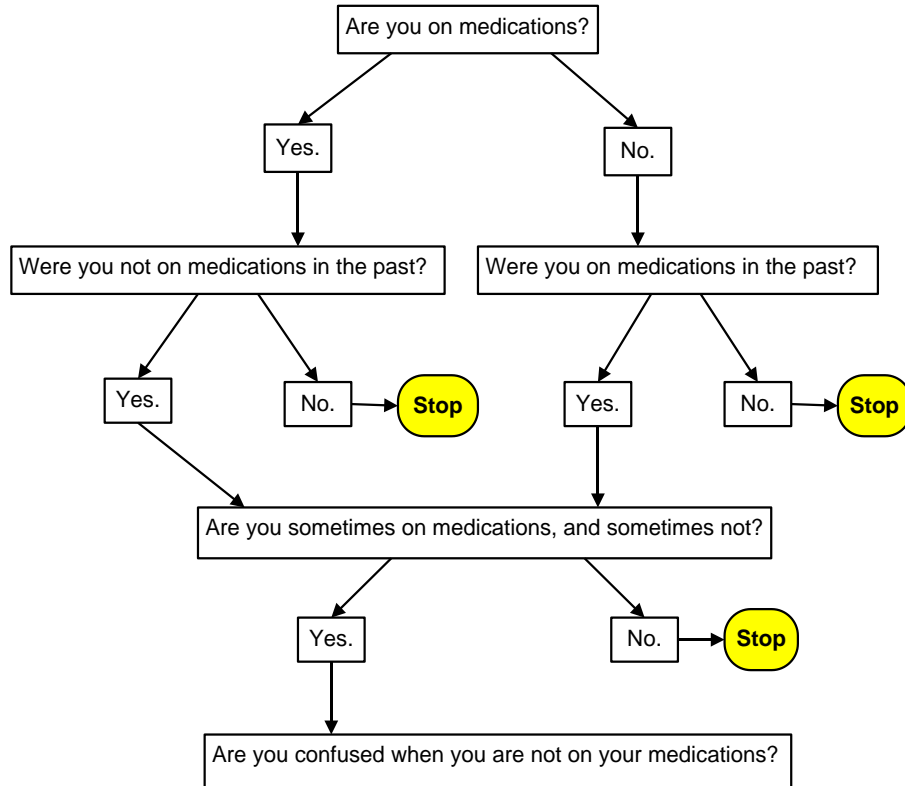 Are you on medications?
Yes.
No.
Were you not on medications in the past?
Were you on medications in the past?
Yes.
No.
Stop
Yes.
No.
Stop
Are you sometimes on medications, and sometimes not?
Yes.
No.
Stop
Are you confused when you are not on your medications?